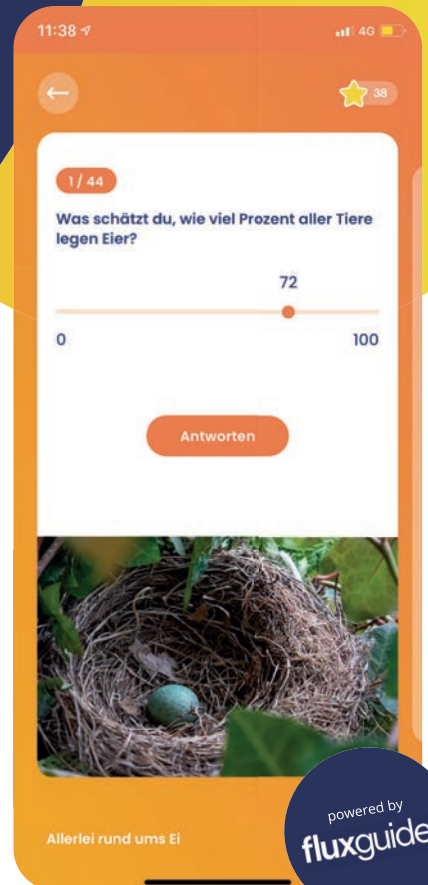 11:38
4G
38
1 / 44
Was schätzt du, wie viel Prozent aller Tiere
legen Eier?
72
0
100
Antworten
Allerlei rund ums Ei
powered by
fluxguide